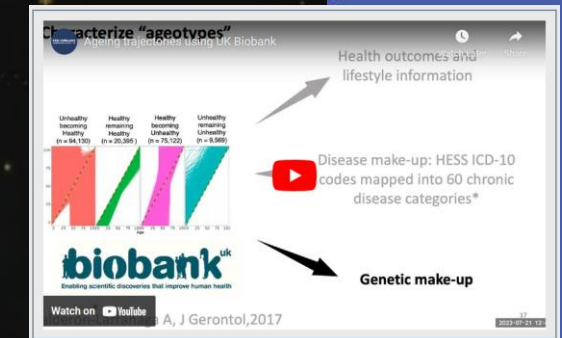 Characterize "ageotypes"
Ageing trajectories using UK Biobank
Share
Health outcomes and
lifestyle information
Unhealthy becoming Healthy (n = 94,130)
Unhealthy remaining Healthy (n = 20,395)
Healthy becoming Unhealthy (n = 75,122)
Unhealthy remaining Unhealthy (n = 9,569)
Disease make-up: HESS ICD-10
codes mapped into 60 chronic
disease categories*
Age
biobank uk
Enabling scientific discoveries that improve human health
Genetic make-up
Watch on YouTube
A, J Gerontol, 2017
17